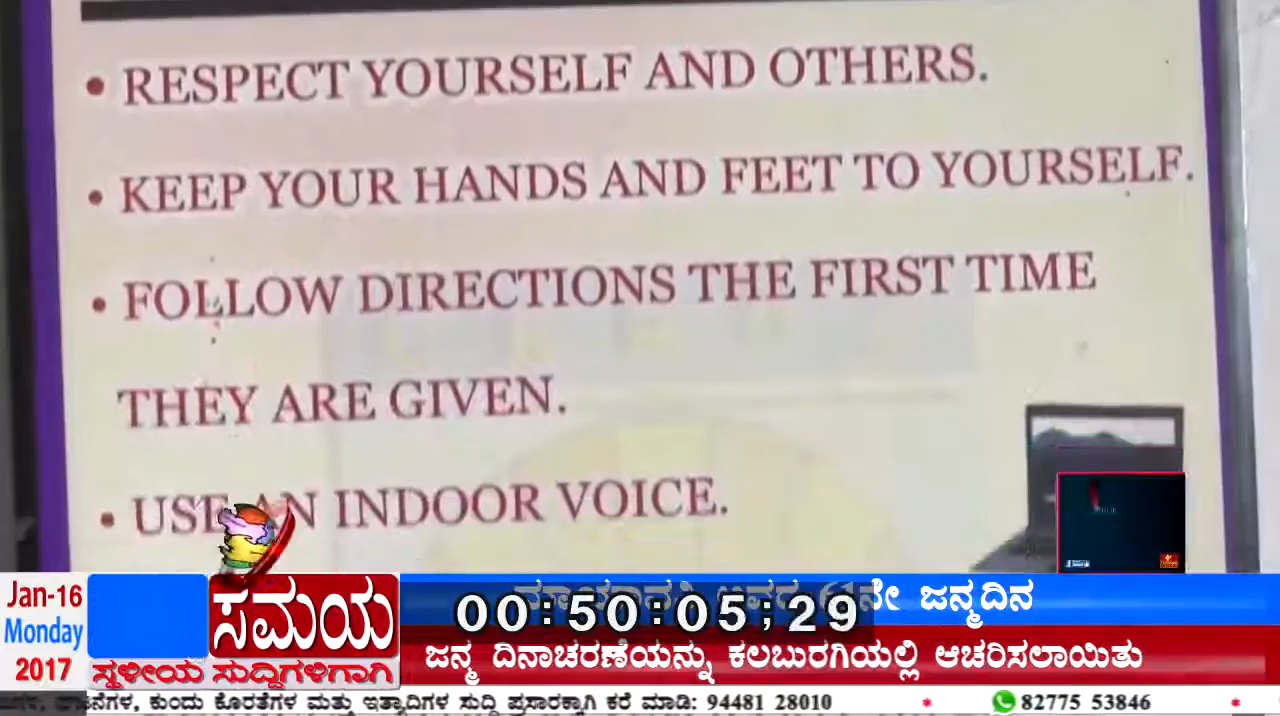 • RESPECT YOURSELF AND OTHERS.
• KEEP YOUR HANDS AND FEET TO YOURSELF.
• FOLLOW DIRECTIONS THE FIRST TIME
THEY ARE GIVEN.
• USE AN INDOOR VOICE.
Jan-16
Monday
2017
ಸಮಯ
ಸ್ಥಳೀಯ ಸುದ್ದಿಗಳಿಗಾಗಿ
61ನೇ ಜನ್ಮದಿನ
00:50:05;29
ಜನ್ಮ ದಿನಾಚರಣೆಯನ್ನು ಕಲಬುರಗಿಯಲ್ಲಿ ಆಚರಿಸಲಾಯಿತು
ಕುಂದು ಕೊರತೆಗಳ ಮತ್ತು ಇತ್ಯಾದಿಗಳ ಸುದ್ದಿ ಪ್ರಸಾರಕ್ಕಾಗಿ ಕರೆ ಮಾಡಿ: 94481 28010 * 82775 53846 *